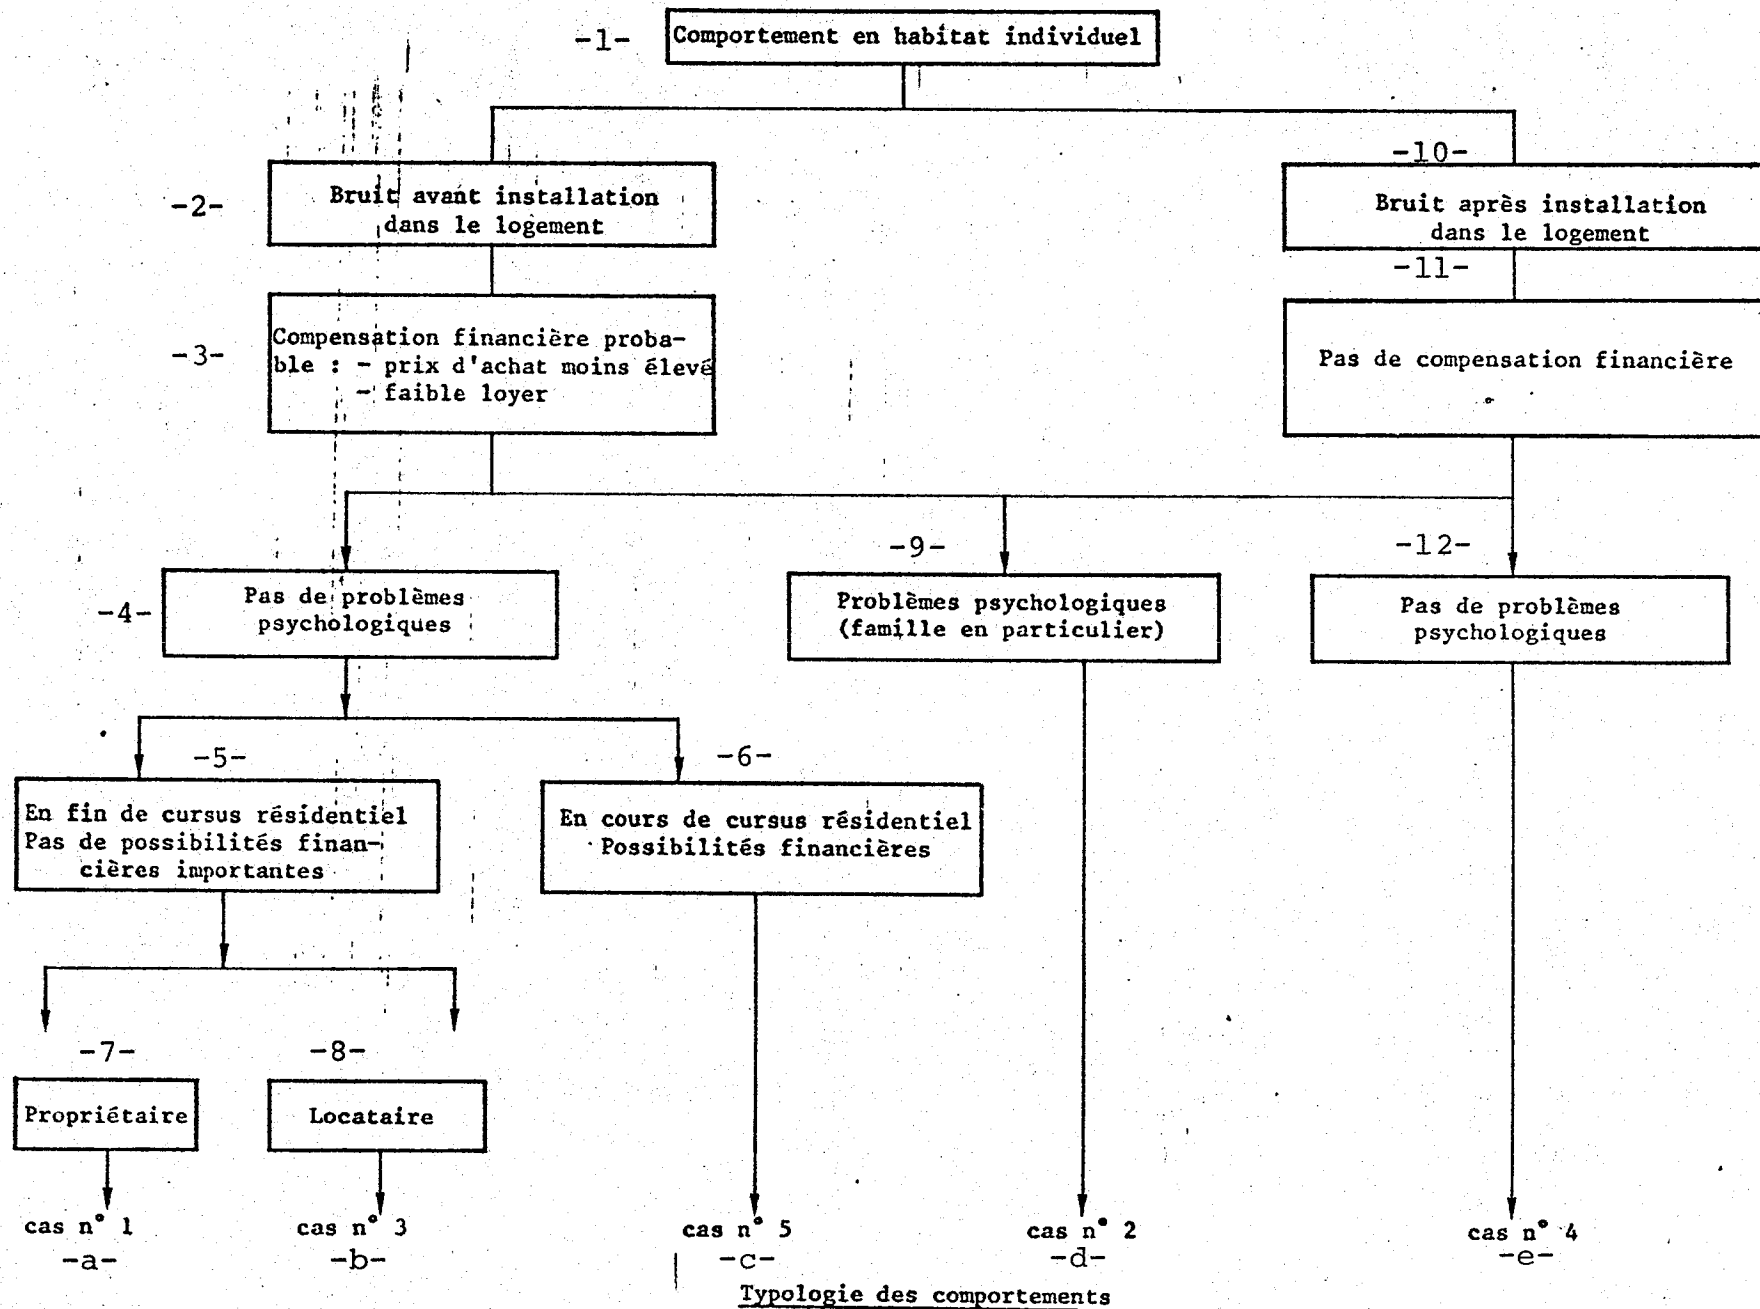 -1- Comportement en habitat individuel
-10-
-2- Bruit avant installation
dans le logement
Bruit après installation
dans le logement
-11-
-3- Compensation financière proba-
ble : - prix d'achat moins élevé
- faible loyer
Pas de compensation financière
-9-
-12-
-4- Pas de problèmes
psychologiques
Problèmes psychologiques
(famille en particulier)
Pas de problèmes
psychologiques
-5-
-6-
En fin de cursus résidentiel
Pas de possibilités finan-
cières importantes
En cours de cursus résidentiel
Possibilités financières
-7-
-8-
Propriétaire
Locataire
cas n° 1
-a-
cas n° 3
-b-
cas n° 5
-c-
cas n° 2
-d-
cas n° 4
-e-
Typologie des comportements